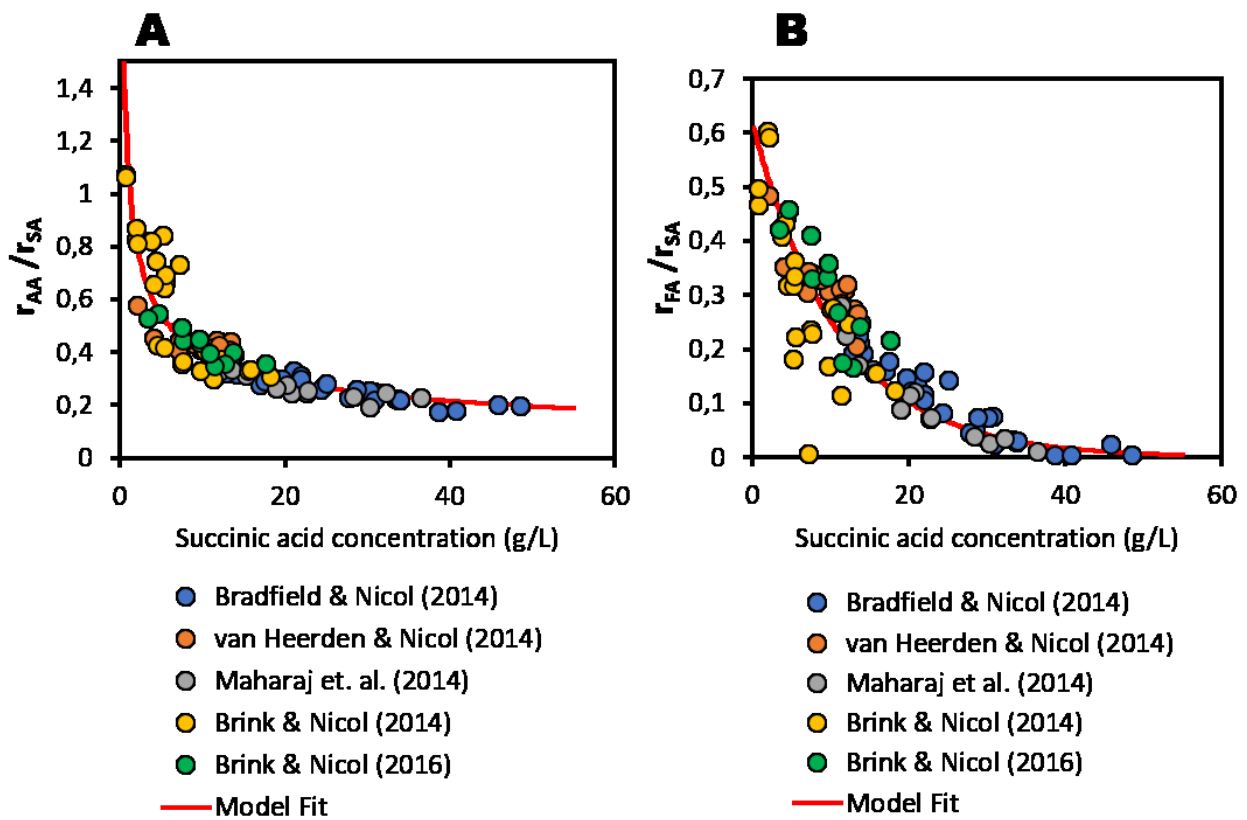 A
1,4
1,2
1
0,8
0,6
0,4
0,2
0
r_AA / r_SA
0 20 40 60
Succinic acid concentration (g/L)
Bradfield & Nicol (2014)
van Heerden & Nicol (2014)
Maharaj et. al. (2014)
Brink & Nicol (2014)
Brink & Nicol (2016)
Model Fit
B
0,7
0,6
0,5
0,4
0,3
0,2
0,1
0
r_FA / r_SA
0 20 40 60
Succinic acid concentration (g/L)
Bradfield & Nicol (2014)
van Heerden & Nicol (2014)
Maharaj et al. (2014)
Brink & Nicol (2014)
Brink & Nicol (2016)
Model Fit